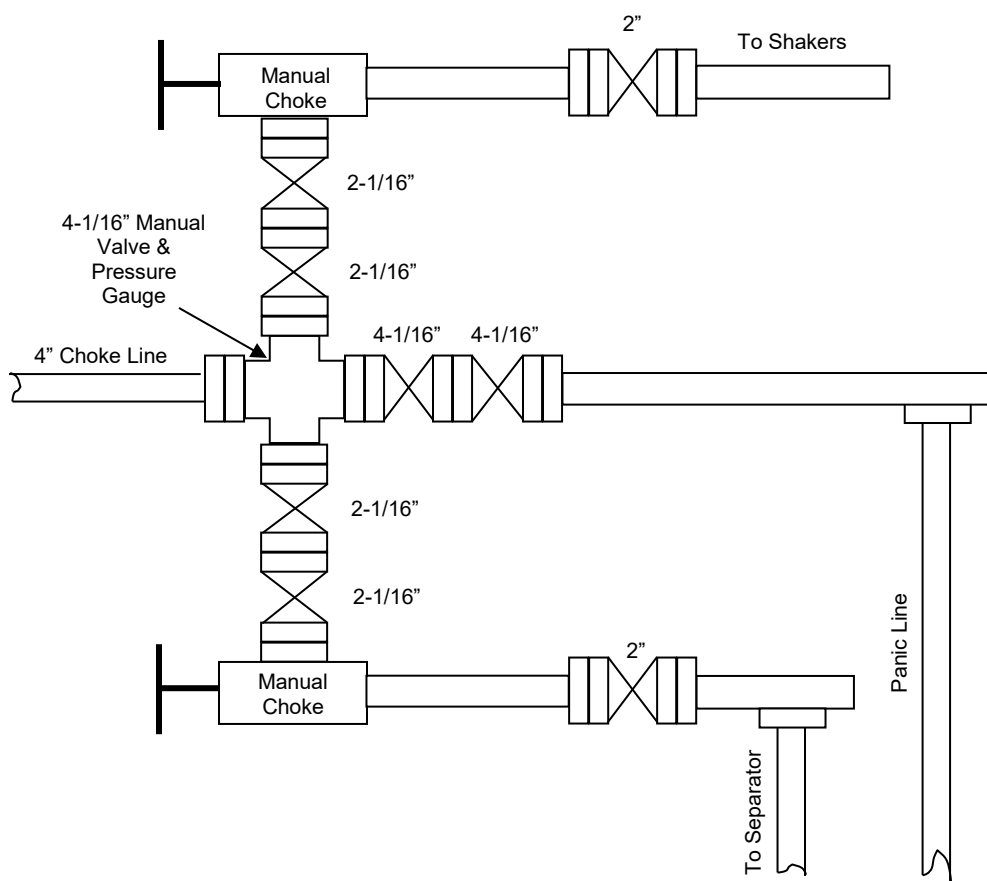 2”
To Shakers
Manual
Choke
2-1/16”
4-1/16” Manual
Valve &
Pressure
Gauge
2-1/16”
4-1/16”
4-1/16”
4” Choke Line
2-1/16”
2-1/16”
Panic Line
2”
Manual
Choke
To Separator